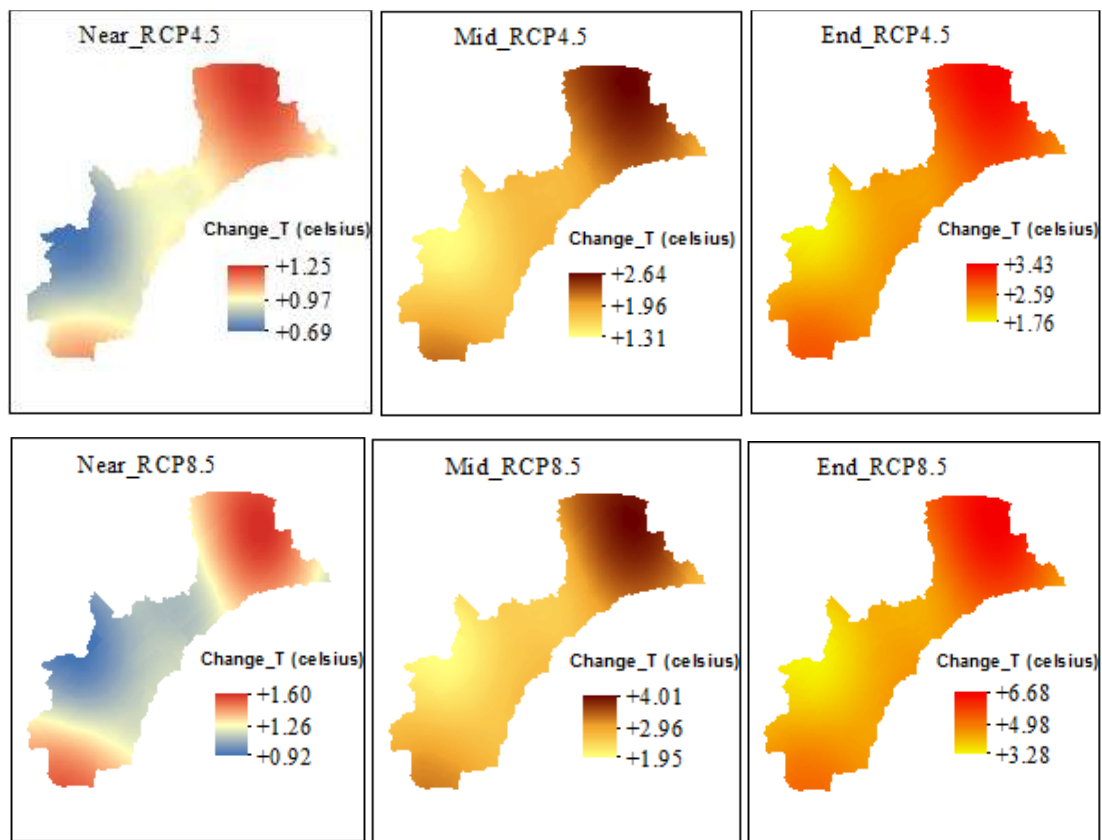 Near_RCP4.5
Change_T (celsius)
+1.25
+0.97
+0.69
Mid_RCP4.5
Change_T (celsius)
+2.64
+1.96
+1.31
End_RCP4.5
Change_T (celsius)
+3.43
+2.59
+1.76
Near_RCP8.5
Change_T (celsius)
+1.60
+1.26
+0.92
Mid_RCP8.5
Change_T (celsius)
+4.01
+2.96
+1.95
End_RCP8.5
Change_T (celsius)
+6.68
+4.98
+3.28